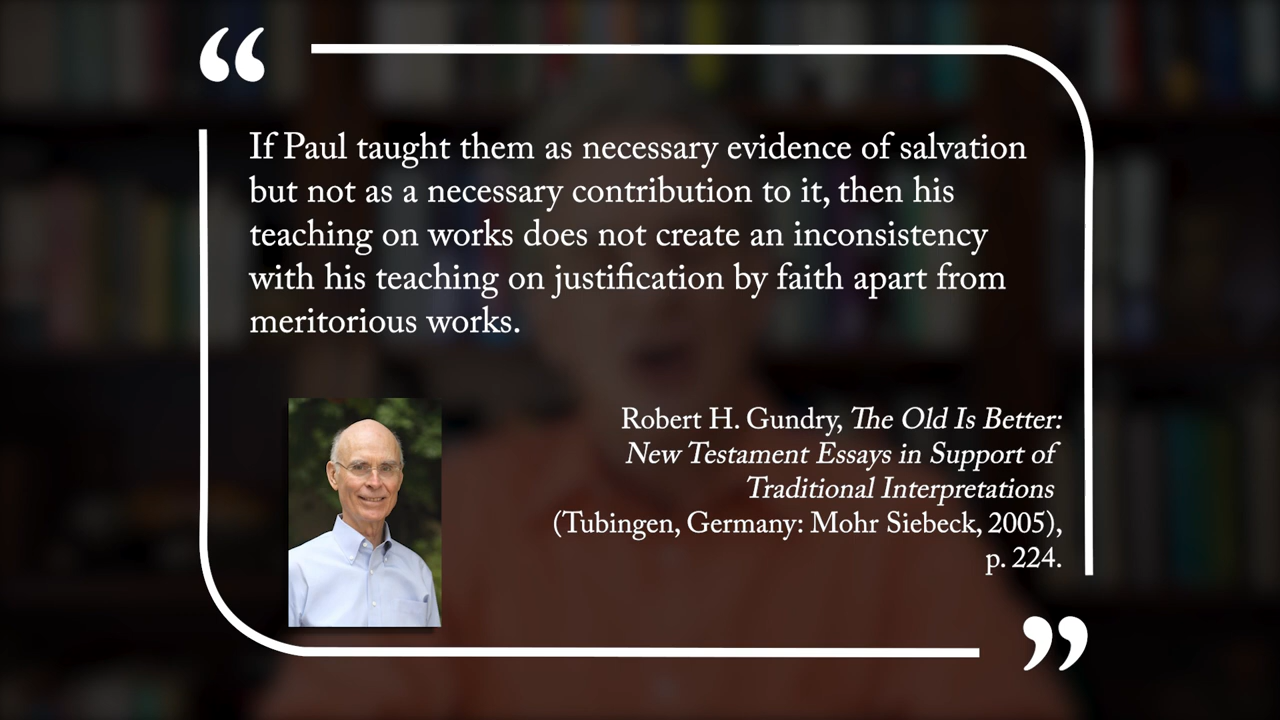 “
If Paul taught them as necessary evidence of salvation
but not as a necessary contribution to it, then his
teaching on works does not create an inconsistency
with his teaching on justification by faith apart from
meritorious works.
Robert H. Gundry, The Old Is Better:
New Testament Essays in Support of
Traditional Interpretations
(Tubingen, Germany: Mohr Siebeck, 2005),
p. 224.
”